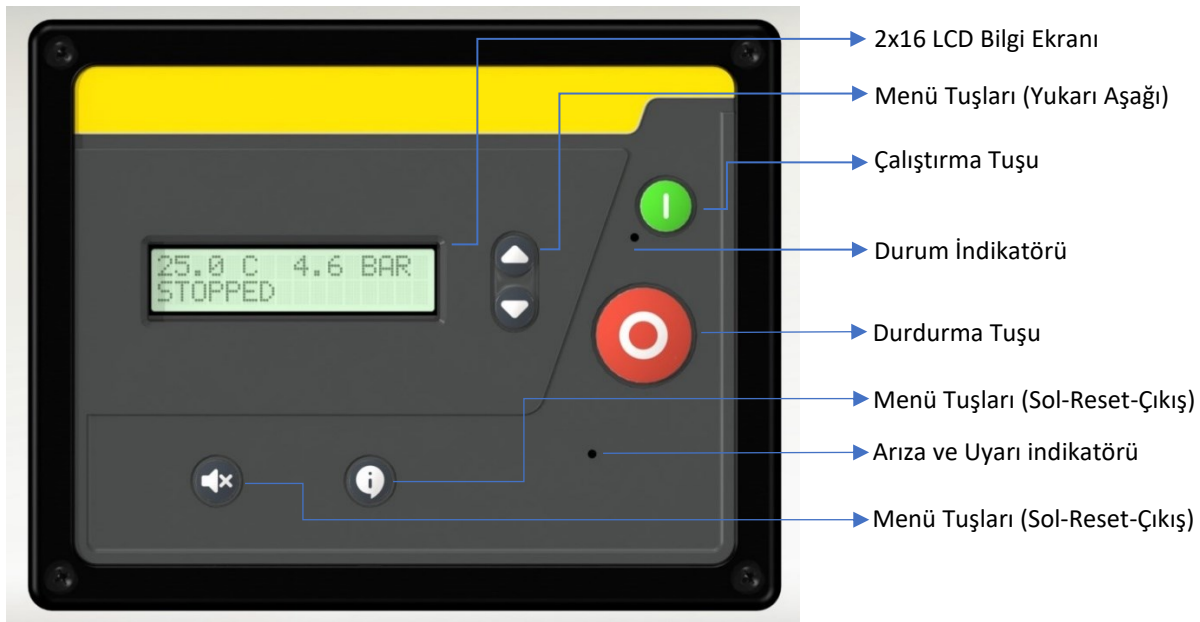 2x16 LCD Bilgi Ekranı
Menü Tuşları (Yukarı Aşağı)
Çalıştırma Tuşu
Durum İndikatörü
Durdurma Tuşu
Menü Tuşları (Sol-Reset-Çıkış)
Arıza ve Uyarı indikatörü
Menü Tuşları (Sol-Reset-Çıkış)
25.0 C 4.6 BAR
STOPPED